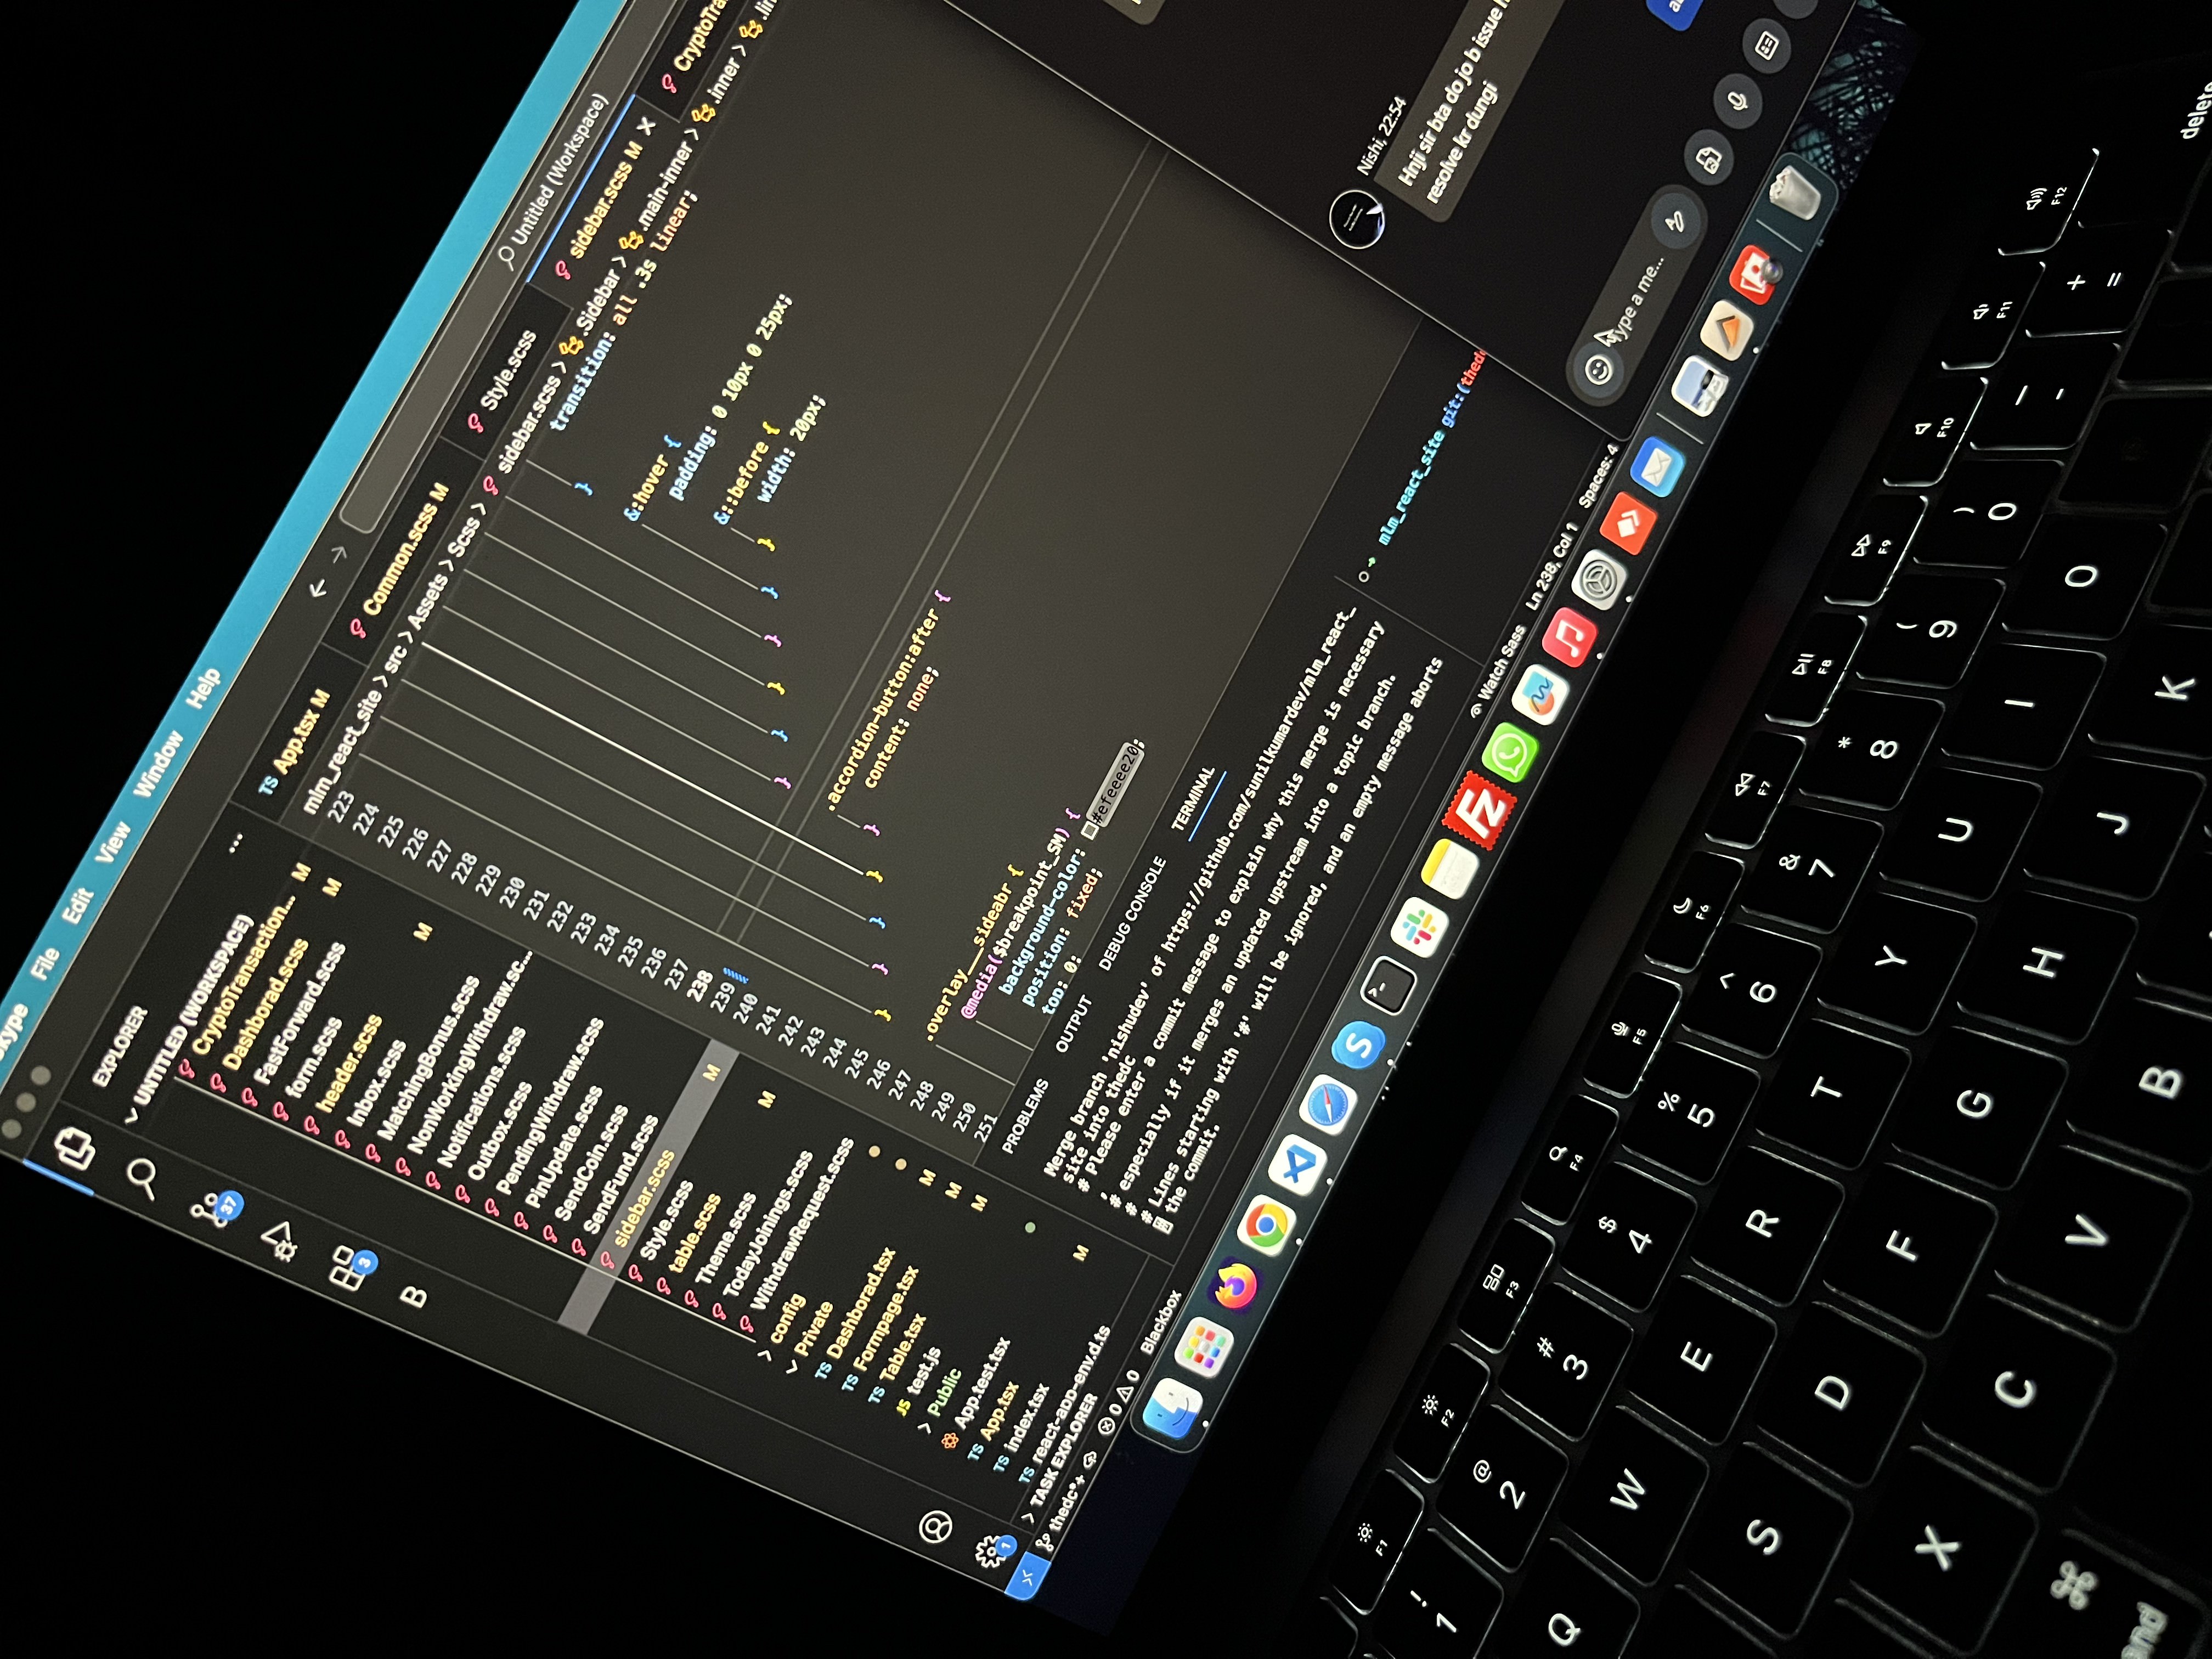 Skype File Edit View Window Help
EXPLORER
UNTITLED (WORKSPACE)
CryptoTransaction... M
Dashborad.scss M
FastForward.scss
form.scss
header.scss M
Inbox.scss
MatchingBonus.scss
NonWorkingWithdraw.sc...
Notifications.scss
Outbox.scss
PendingWithdraw.scss
PinUpdate.scss
SendCoin.scss
SendFund.scss
sidebar.scss M
Style.scss
table.scss M
Theme.scss
TodayJoinings.scss
WithdrawRequest.scss
config
Private
TS Dashborad.tsx M
TS Formpage.tsx M
TS Table.tsx M
JS test.js
Public
App.test.tsx
TS App.tsx M
TS index.tsx
TS react-app-env.d.ts
TASK EXPLORER
37
3
B
1
Untitled (Workspace)
TS App.tsx M
Common.scss M
Style.scss
sidebar.scss M
CryptoTra
mlm_react_site > src > Assets > Scss > sidebar.scss > .Sidebar > .main-inner > .inner > .lin
223
224
225
226
227
228
229
230
231
232
233
234
235
236
237
238
239
240
241
242
243
244
245
246
247
248
249
250
251
transition: all .3s linear;
}
&:hover {
padding: 0 10px 0 25px;
&::before {
width: 20px;
}
}
}
}
}
}
.accordion-button:after {
content: none;
}
}
}
}
}
.overlay__sideabr {
@media($breakpoint_SM) {
background-color: #efeeee20;
position: fixed;
top: 0;
PROBLEMS OUTPUT DEBUG CONSOLE TERMINAL
Merge branch 'nishudev' of https://github.com/sunilkumardev/mlm_react_
site into thedc
# Please enter a commit message to explain why this merge is necessary
,
# especially if it merges an updated upstream into a topic branch.
#
# Lines starting with '#' will be ignored, and an empty message aborts
the commit.
mlm_react_site git:(thed
thedc*+ 0 0 Blackbox
Watch Sass Ln 238, Col 1 Spaces: 4
Nishi, 22:54
Hnji sir bta do jo b issue
resolve kr dungi
Type a me...
S
Fz
F1 F2 F3 F4 F5 F6 F7 F8 F9 F10 F11 F12
! @ # $ % ^ & * ( ) _ +
1 2 3 4 5 6 7 8 9 0 - =
delete
Q W E R T Y U I O
S D F G H J K
X C V B
⌘
and